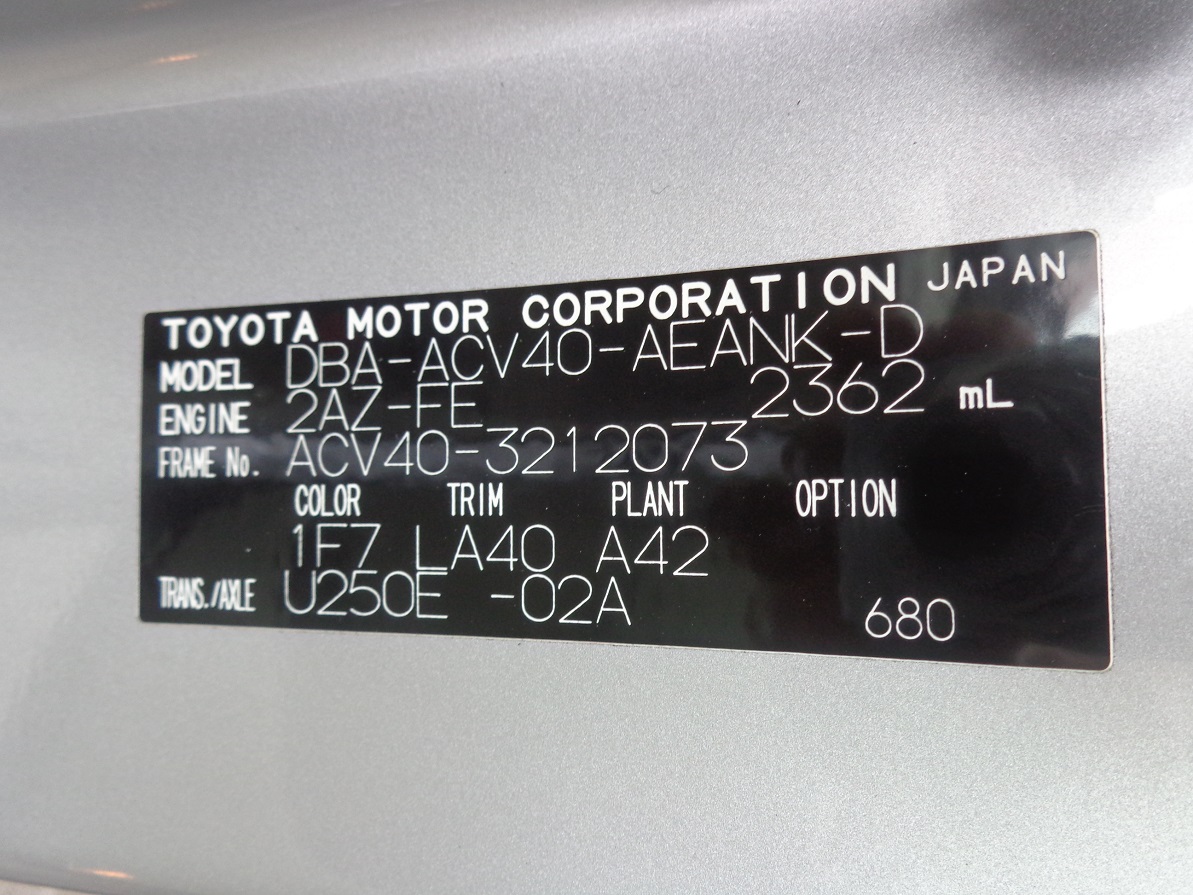 TOYOTA MOTOR CORPORATION JAPAN
MODEL DBA-ACV40-AEANK-D
ENGINE 2AZ-FE 2362 mL
FRAME No. ACV40-3212073
COLOR TRIM PLANT OPTION
1F7 LA40 A42
TRANS./AXLE U250E -02A
680